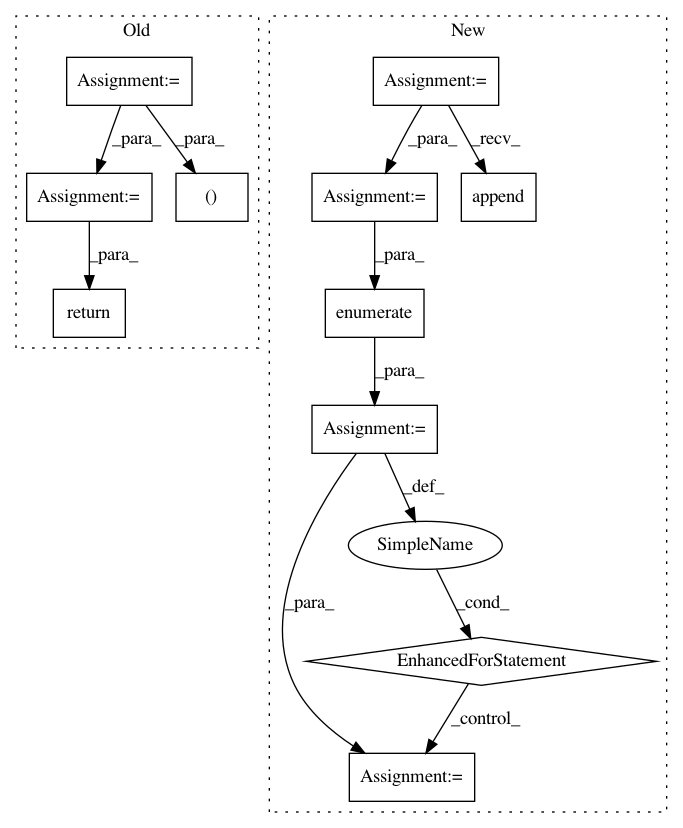 Old
New
Assignment:=
Assignment:=
_para_
_para_
_para_
_recv_
Assignment:=
()
Assignment:=
append
_para_
_para_
return
enumerate
_para_
Assignment:=
_def_
SimpleName
_para_
_cond_
EnhancedForStatement
_control_
Assignment:=